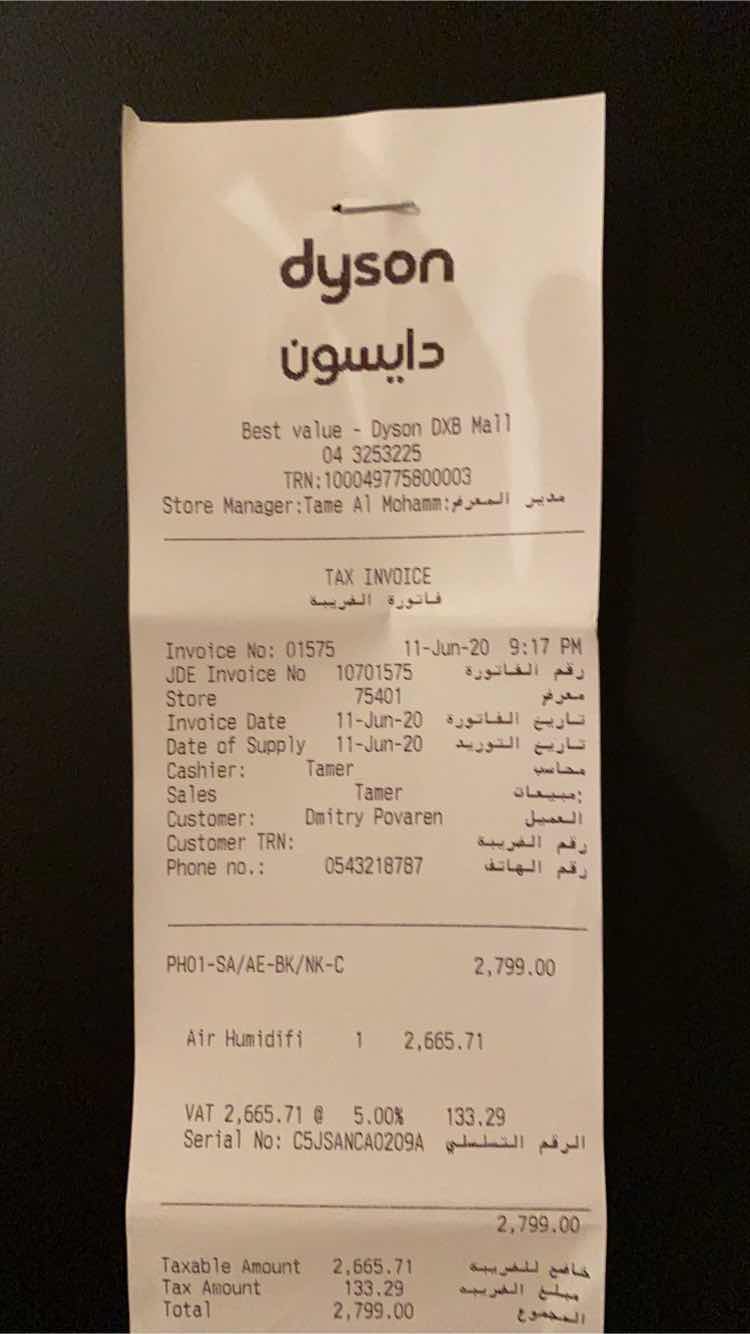 dyson
دايسون
Best value - Dyson DXB Mall
04 3253225
TRN:100049775800003
Store Manager:Tame Al Mohamm:مدير المعرض
TAX INVOICE
فاتورة الضريبة
Invoice No: 01575 11-Jun-20 9:17 PM
JDE Invoice No 10701575 رقم الفاتورة
Store 75401 معرض
Invoice Date 11-Jun-20 تاريخ الفاتورة
Date of Supply 11-Jun-20 تاريخ التوريد
Cashier: Tamer محاسب
Sales Tamer مبيعات:
Customer: Dmitry Povaren العميل
Customer TRN: رقم الضريبة
Phone no.: 0543218787 رقم الهاتف
PH01-SA/AE-BK/NK-C 2,799.00
Air Humidifi 1 2,665.71
VAT 2,665.71 @ 5.00% 133.29
Serial No: C5JSANCA0209A الرقم التسلسلي
2,799.00
Taxable Amount 2,665.71 خاضع للضريبه
Tax Amount 133.29 مبلغ الضريبه
Total 2,799.00 المجموع